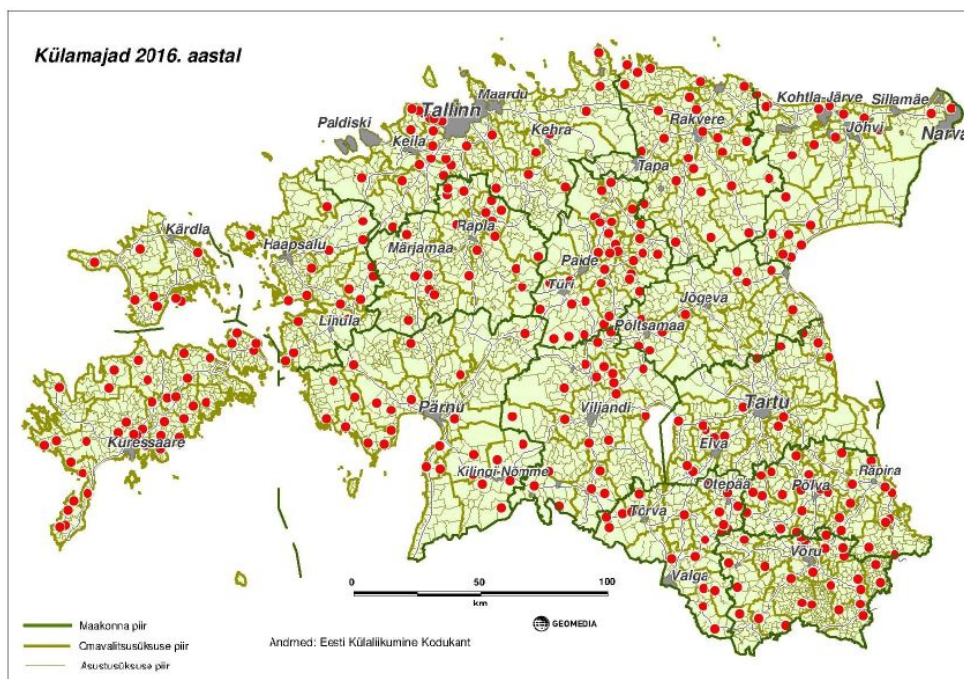 Külamajad 2016. aastal
Maardu
Tallinn
Paldiski
Keila
Kehra
Kohtla-Järve
Sillamäe
Rakvere
Jõhvi
Narva
Tapa
Kärdla
Haapsalu
Märjamaa
Rapla
Paide
Türi
Jõgeva
Lihula
Põltsamaa
Pärnu
Viljandi
Tartu
Elva
Kuressaare
Kilingi-Nõmme
Otepää
Põlva
Räpina
Tõrva
Võru
Valga
0 50 100
km
Maakonna piir
Omavalitsusüksuse piir
Asustusüksuse piir
Andmed: Eesti Külaliikumine Kodukant
GEOMEDIA